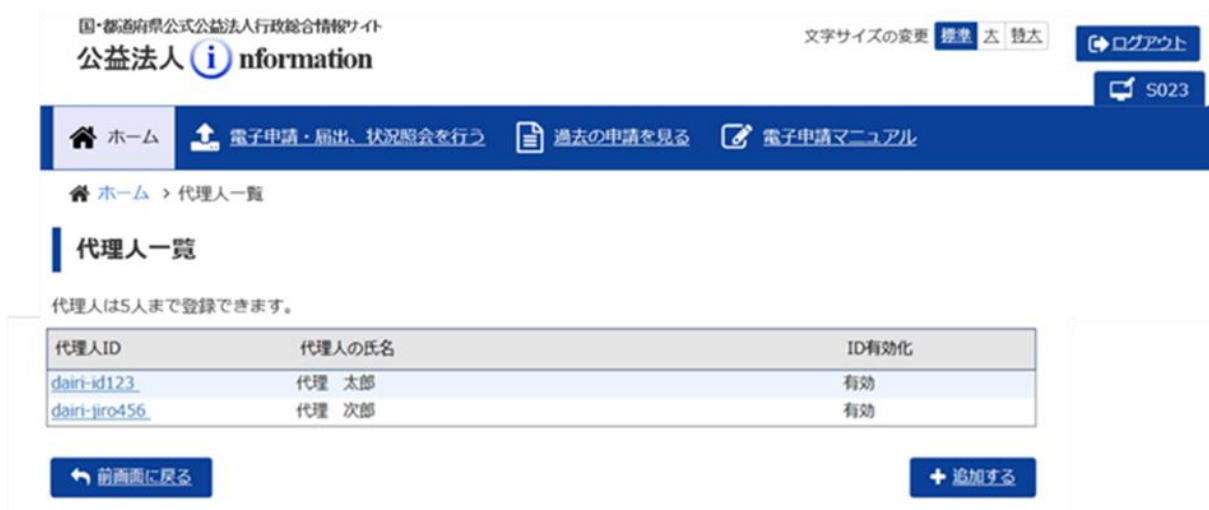 国・都道府県公式公益法人行政総合情報サイト
公益法人 information
文字サイズの変更 標準 大 特大
ログアウト
S023
ホーム 電子申請・届出、状況照会を行う 過去の申請を見る 電子申請マニュアル
ホーム > 代理人一覧
代理人一覧
代理人は5人まで登録できます。
代理人ID 代理人の氏名 ID有効化
dairi-id123 代理 太郎 有効
dairi-jiro456 代理 次郎 有効
前画面に戻る 追加する